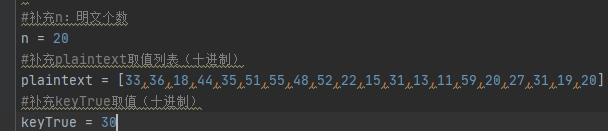 #补充n：明文个数
n = 20
#补充plaintext取值列表（十进制）
plaintext = [33,36,18,44,35,51,55,48,52,22,15,31,13,11,59,20,27,31,19,20]
#补充keyTrue取值（十进制）
keyTrue = 30